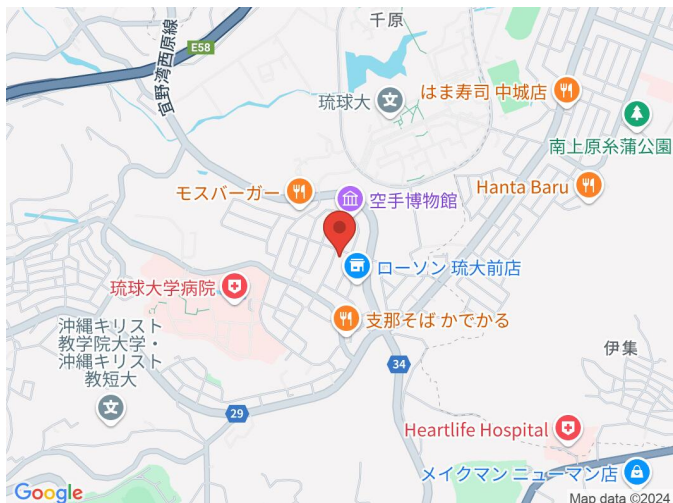 千原
宜野湾西原線
E58
琉球大
はま寿司 中城店
南上原糸蒲公園
モスバーガー
空手博物館
Hanta Baru
ローソン 琉大前店
琉球大学病院
支那そば かでかる
沖縄キリスト
教学院大学・
沖縄キリスト
教短大
伊集
34
29
Heartlife Hospital
メイクマン ニューマン店
Google
Map data ©2024